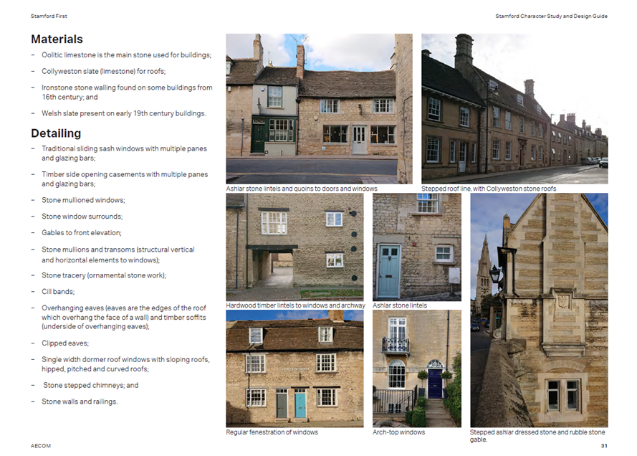 Stamford First
Stamford Character Study and Design Guide
Materials
– Oolitic limestone is the main stone used for buildings;
– Collyweston slate (limestone) for roofs;
– Ironstone stone walling found on some buildings from
16th century; and
– Welsh slate present on early 19th century buildings.
Detailing
– Traditional sliding sash windows with multiple panes
and glazing bars;
– Timber side opening casements with multiple panes
and glazing bars;
– Stone mullioned windows;
– Stone window surrounds;
– Gables to front elevation;
– Stone mullions and transoms (structural vertical
and horizontal elements to windows);
– Stone tracery (ornamental stone work);
– Cill bands;
– Overhanging eaves (eaves are the edges of the roof
which overhang the face of a wall) and timber soffits
(underside of overhanging eaves);
– Clipped eaves;
– Single width dormer roof windows with sloping roofs,
hipped, pitched and curved roofs;
– Stone stepped chimneys; and
– Stone walls and railings.
Ashlar stone lintels and quoins to doors and windows
Stepped roof line, with Collyweston stone roofs
Hardwood timber lintels to windows and archway
Ashlar stone lintels
Regular fenestration of windows
Arch-top windows
Stepped ashlar dressed stone and rubble stone
gable.
AECOM
31